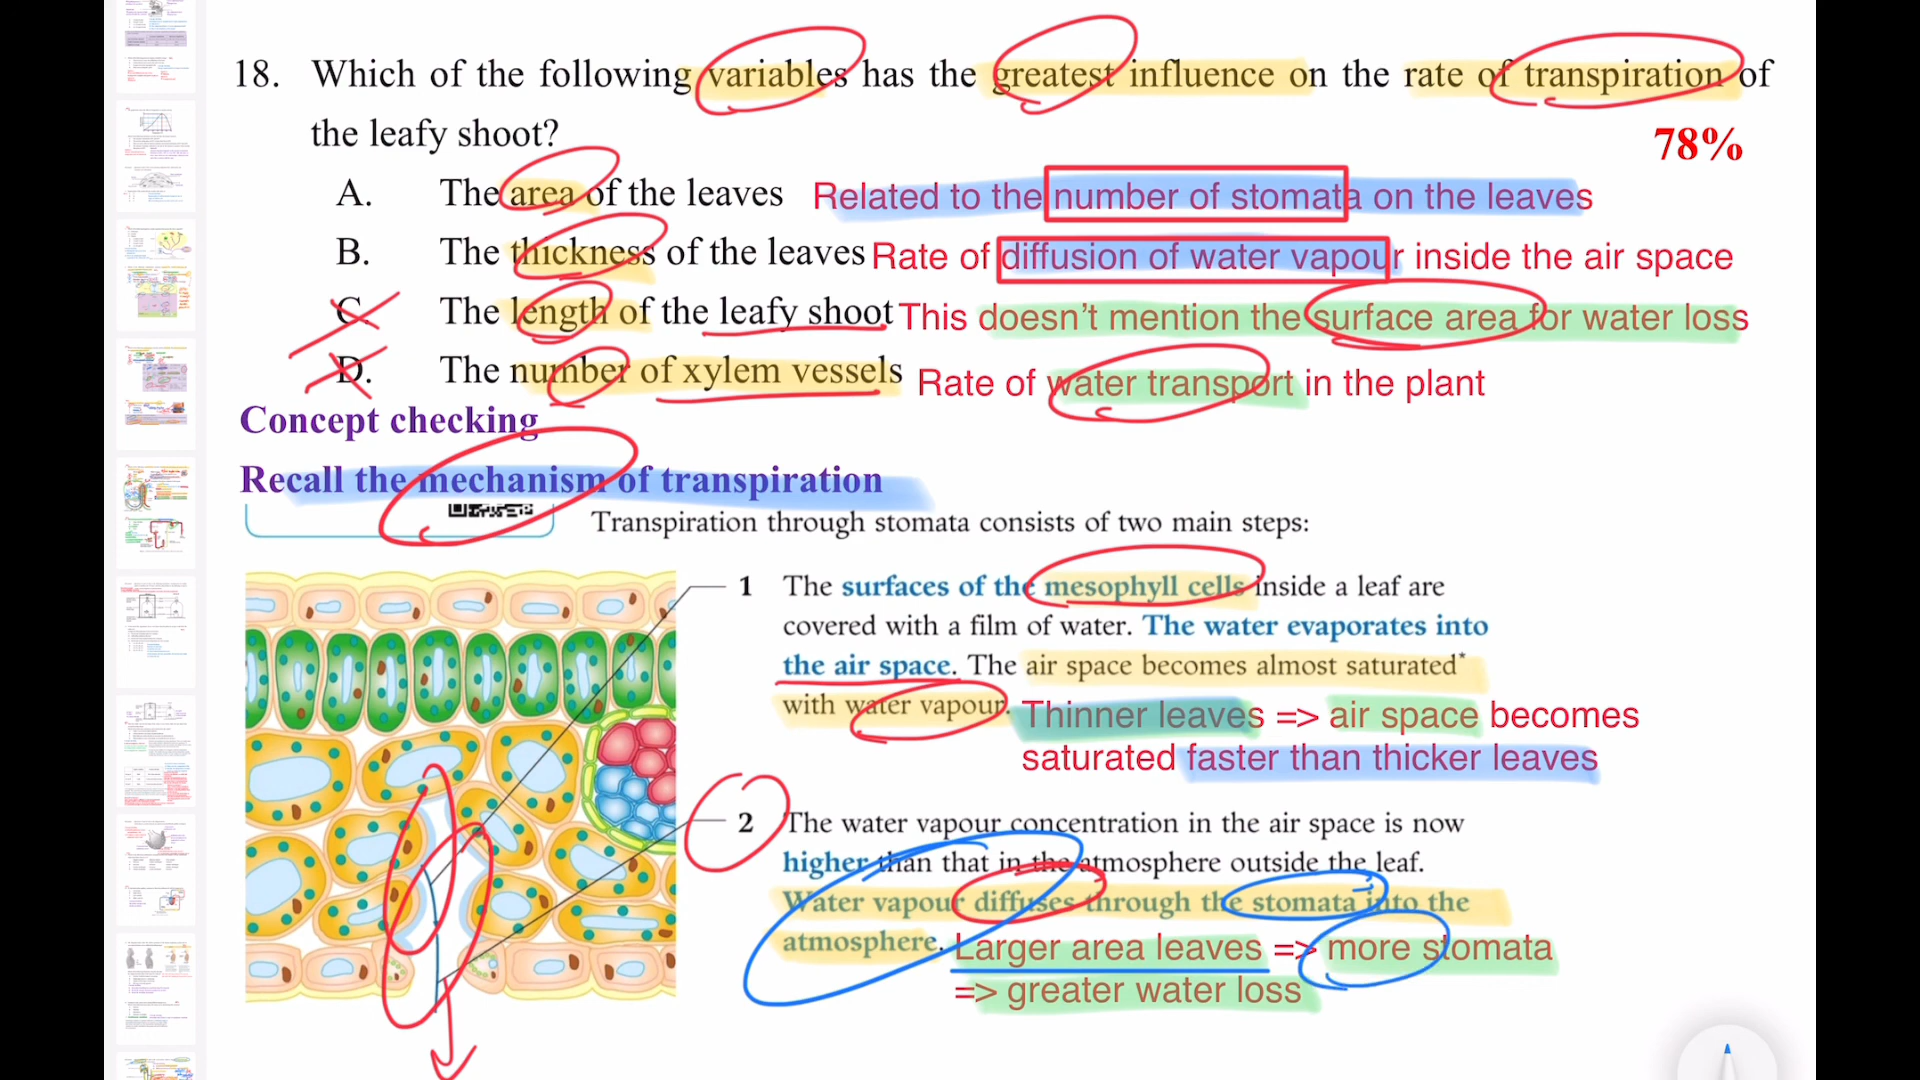 18. Which of the following variables has the greatest influence on the rate of transpiration of
the leafy shoot?
78%
A. The area of the leaves Related to the number of stomata on the leaves
B. The thickness of the leaves Rate of diffusion of water vapour inside the air space
C. The length of the leafy shoot This doesn't mention the surface area for water loss
D. The number of xylem vessels Rate of water transport in the plant
Concept checking
Recall the mechanism of transpiration
Transpiration through stomata consists of two main steps:
1 The surfaces of the mesophyll cells inside a leaf are
covered with a film of water. The water evaporates into
the air space. The air space becomes almost saturated*
with water vapour. Thinner leaves => air space becomes
saturated faster than thicker leaves
2 The water vapour concentration in the air space is now
higher than that in the atmosphere outside the leaf.
Water vapour diffuses through the stomata into the
atmosphere. Larger area leaves => more stomata
=> greater water loss